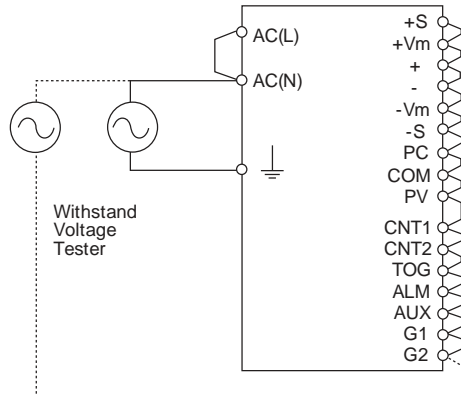 AC(L)
AC(N)
Withstand
Voltage
Tester
+S
+Vm
+
-
-Vm
-S
PC
COM
PV
CNT1
CNT2
TOG
ALM
AUX
G1
G2